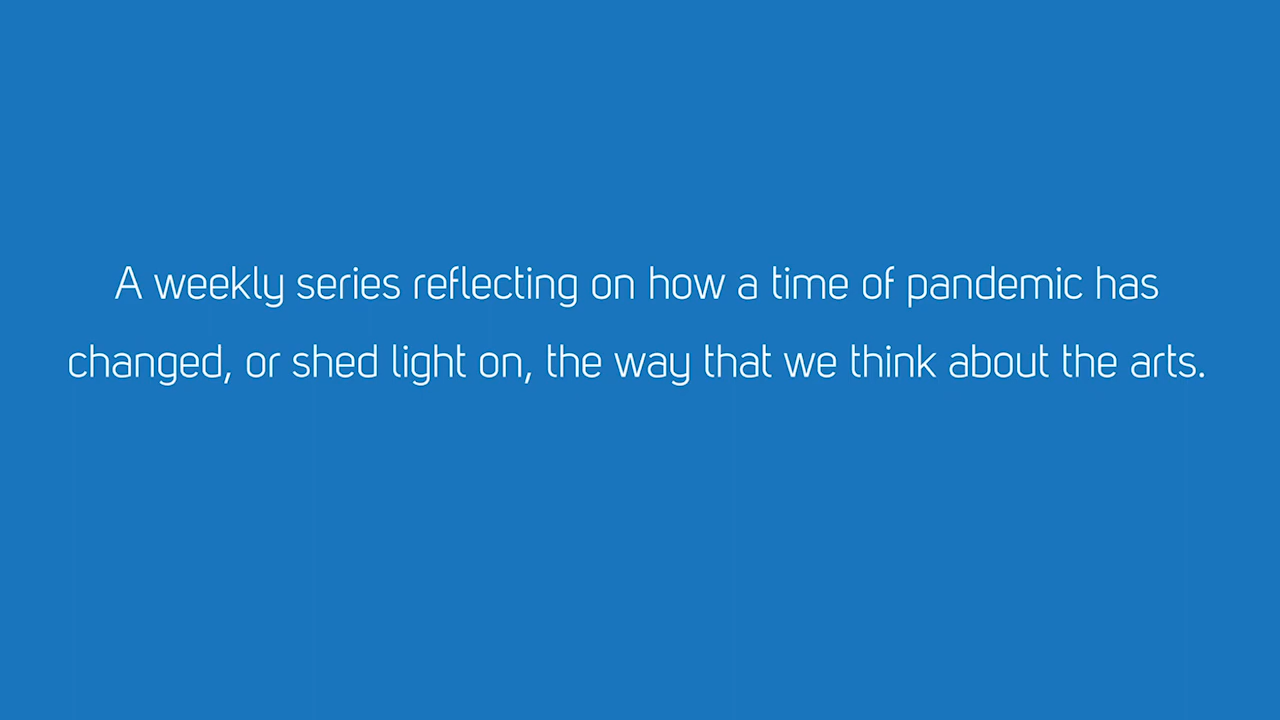 A weekly series reflecting on how a time of pandemic has
changed, or shed light on, the way that we think about the arts.